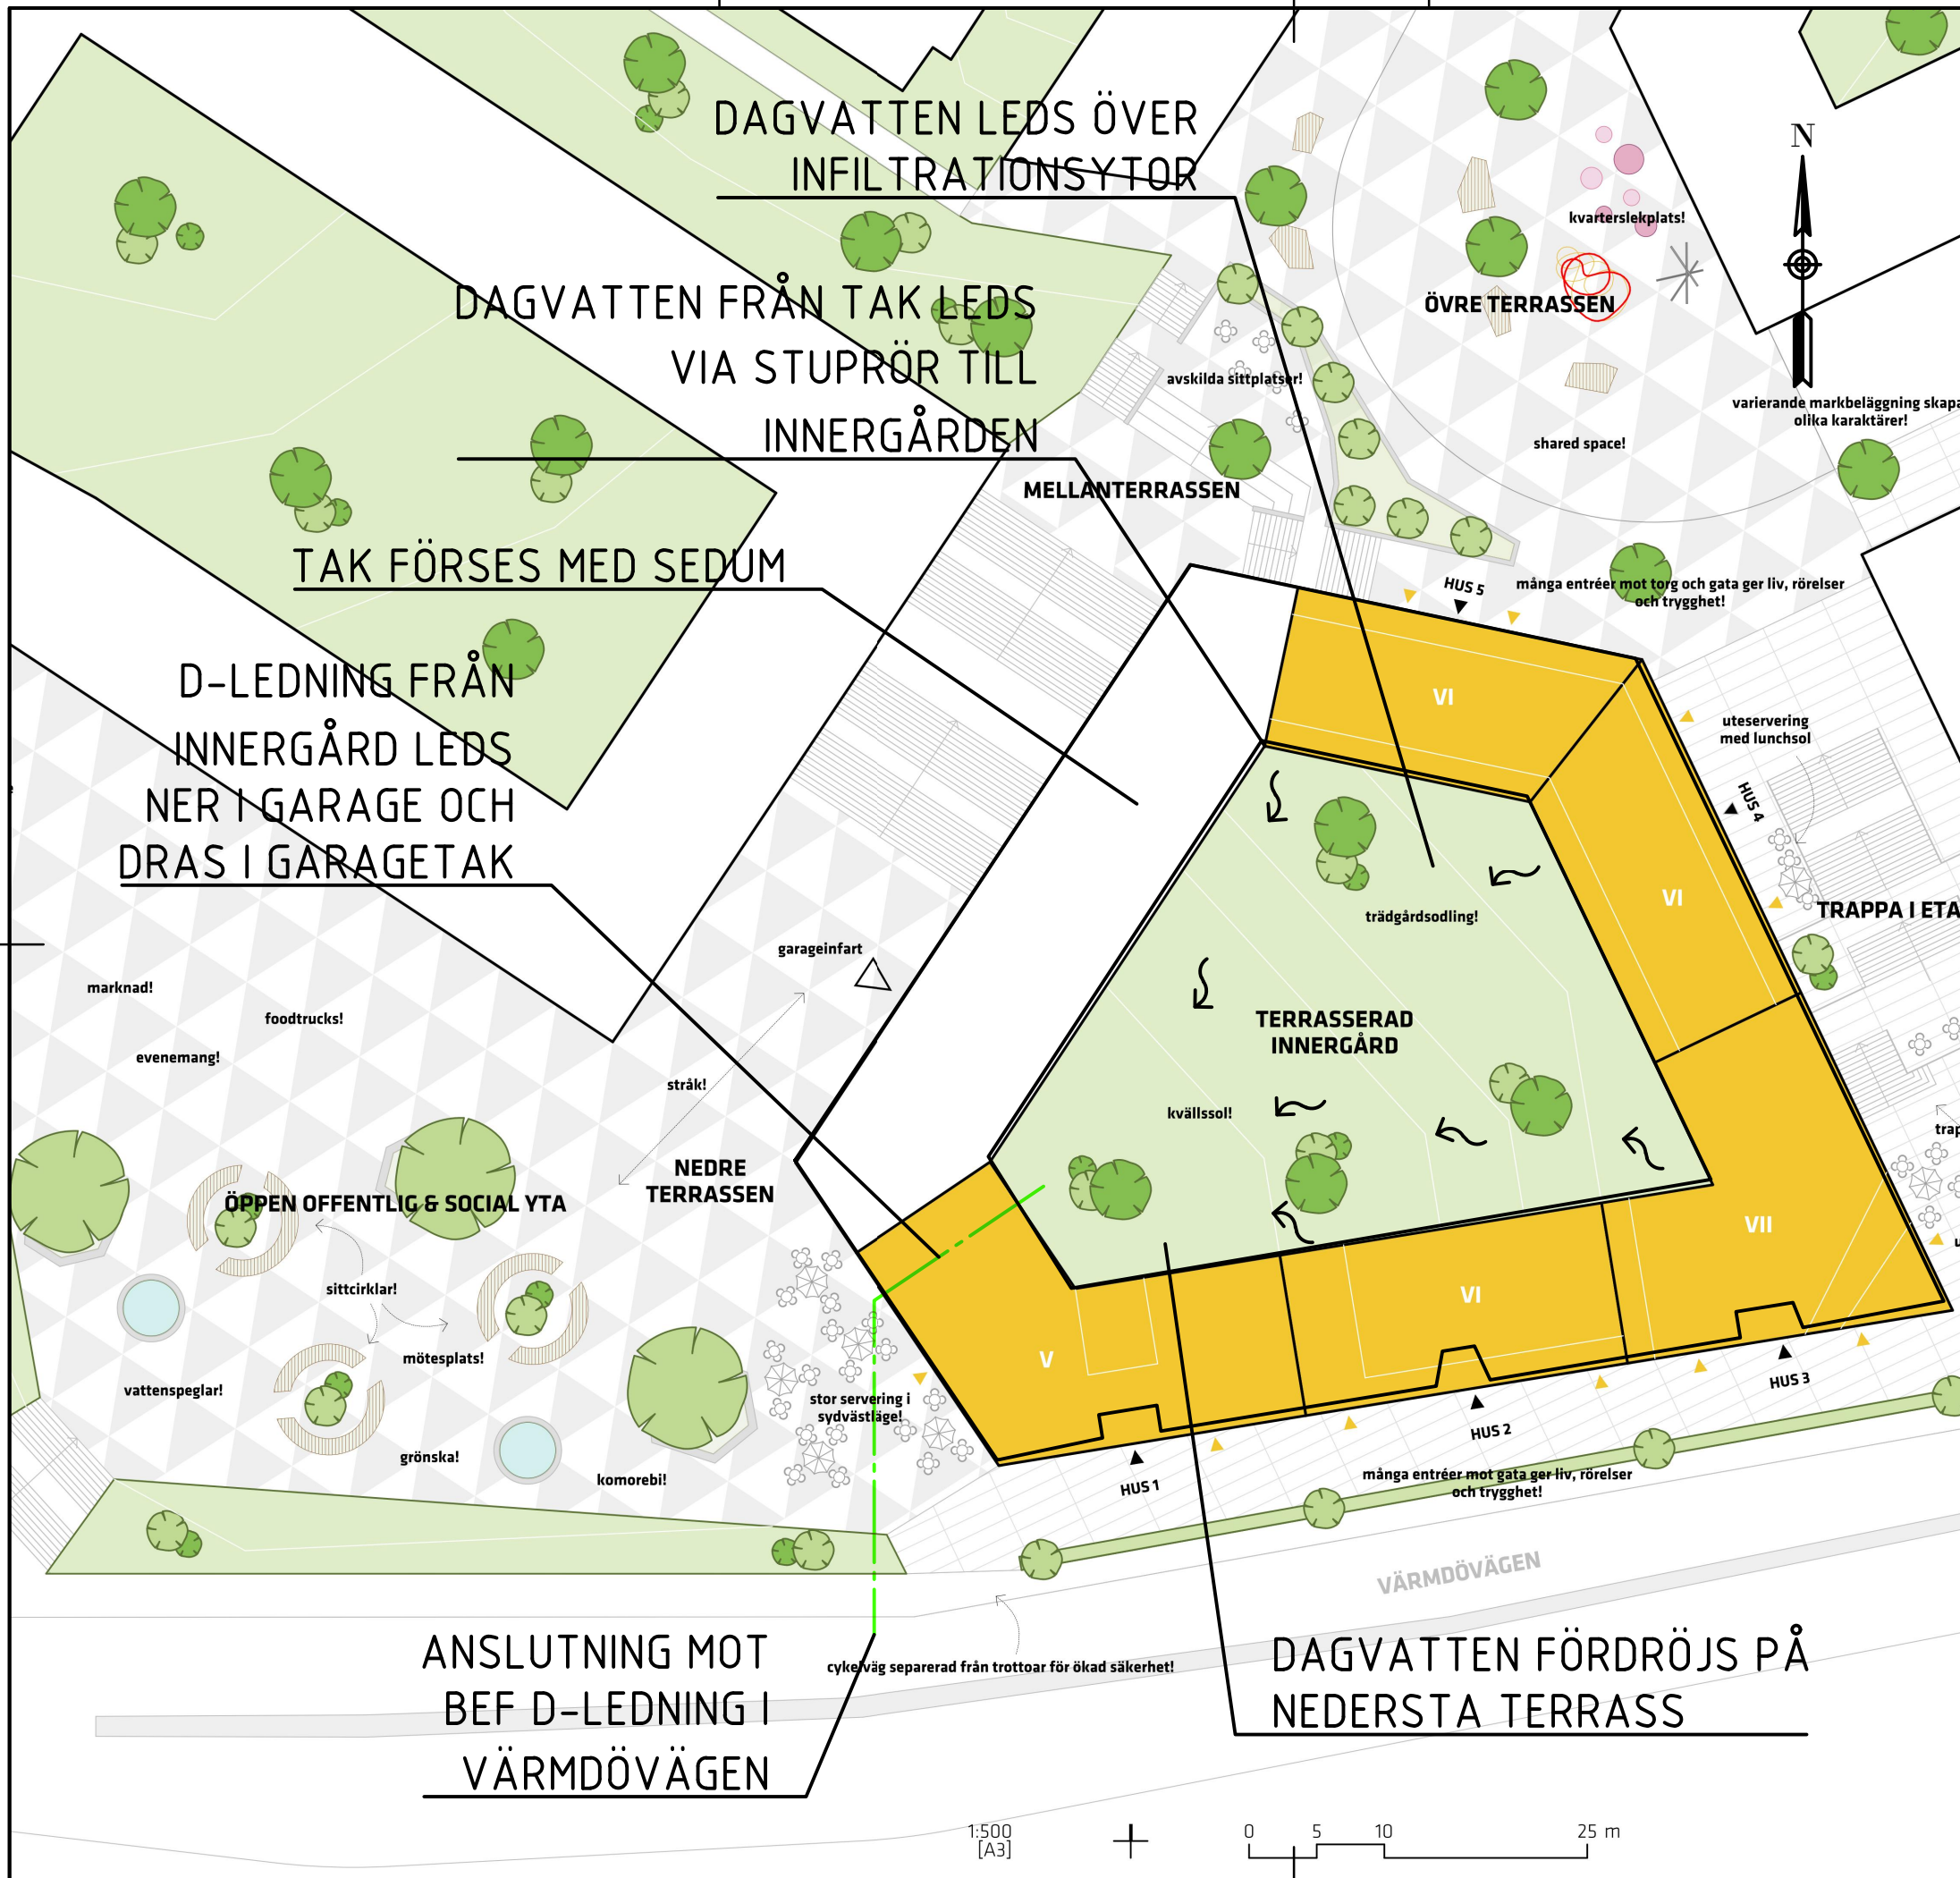 DAGVATTEN LEDS ÖVER
INFILTRATIONSYTOR
N
kvarterslekplats!
DAGVATTEN FRÅN TAK LEDS
VIA STUPRÖR TILL
INNERGÅRDEN
ÖVRE TERRASSEN
avskilda sittplatser!
varierande markbeläggning skapa
olika karaktärer!
shared space!
MELLANTERRASSEN
TAK FÖRSES MED SEDUM
HUS 5
många entréer mot torg och gata ger liv, rörelser
och trygghet!
D-LEDNING FRÅN
INNERGÅRD LEDS
NER I GARAGE OCH
DRAS I GARAGETAK
VI
uteservering
med lunchsol
HUS 4
VI
TRAPPA I ETA
trädgårdsodling!
garageinfart
marknad!
foodtrucks!
evenemang!
TERRASSERAD
INNERGÅRD
stråk!
kvällssol!
trap
NEDRE
TERRASSEN
ÖPPEN OFFENTLIG & SOCIAL YTA
VII
u
sittcirklar!
VI
mötesplats!
V
vattenspeglar!
stor servering i
sydvästläge!
HUS 3
HUS 2
grönska!
komorebi!
HUS 1
många entréer mot gata ger liv, rörelser
och trygghet!
VÄRMDÖVÄGEN
ANSLUTNING MOT
BEF D-LEDNING I
VÄRMDÖVÄGEN
cykelväg separerad från trottoar för ökad säkerhet!
DAGVATTEN FÖRDRÖJS PÅ
NEDERSTA TERRASS
1:500
[A3]
0 5 10 25 m